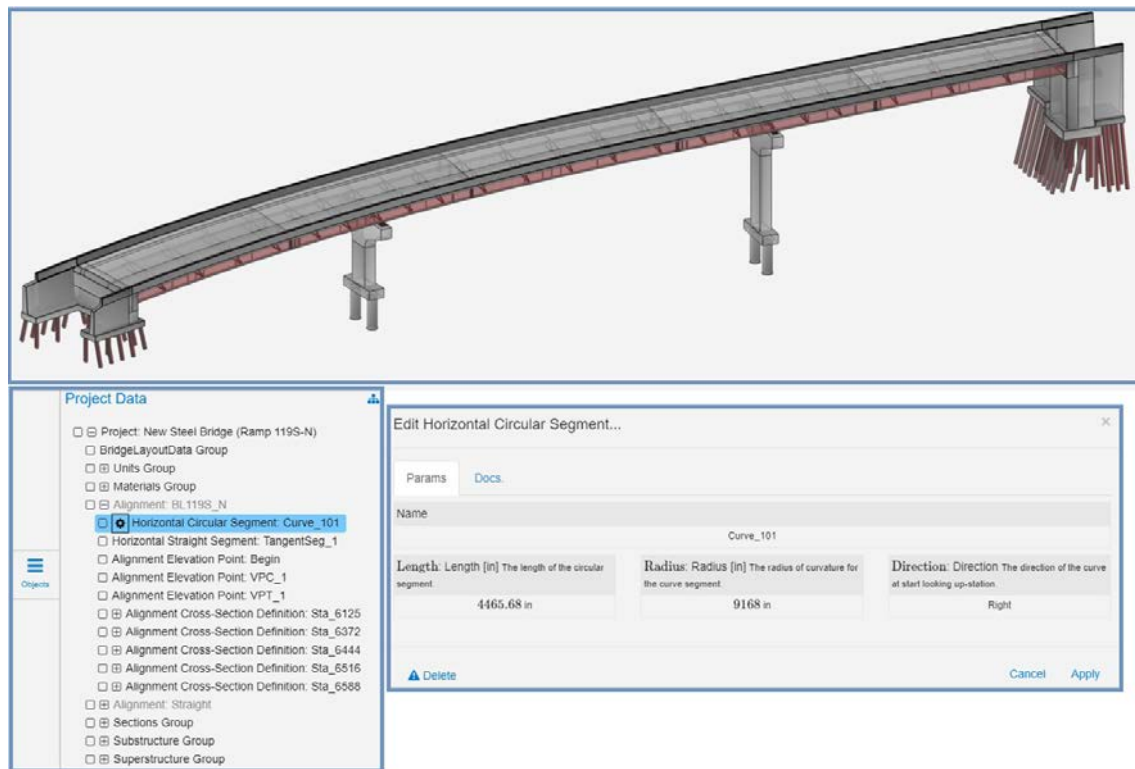 Project Data
Project: New Steel Bridge (Ramp 119S-N)
BridgeLayoutData Group
Units Group
Materials Group
Alignment: BL119S_N
Horizontal Circular Segment: Curve_101
Horizontal Straight Segment: TangentSeg_1
Alignment Elevation Point: Begin
Alignment Elevation Point: VPC_1
Alignment Elevation Point: VPT_1
Alignment Cross-Section Definition: Sta_6125
Alignment Cross-Section Definition: Sta_6372
Alignment Cross-Section Definition: Sta_6444
Alignment Cross-Section Definition: Sta_6516
Alignment Cross-Section Definition: Sta_6588
Alignment: Straight
Sections Group
Substructure Group
Superstructure Group
Objects
Edit Horizontal Circular Segment...
×
Params Docs.
Name
Curve_101
Length: Length [in] The length of the circular
segment.
4465.68 in
Radius: Radius [in] The radius of curvature for
the curve segment.
9168 in
Direction: Direction The direction of the curve
at start looking up-station.
Right
Delete
Cancel Apply